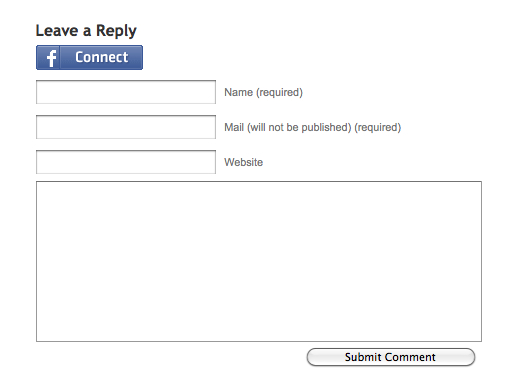 Leave a Reply
f Connect
Name (required)
Mail (will not be published) (required)
Website
Submit Comment